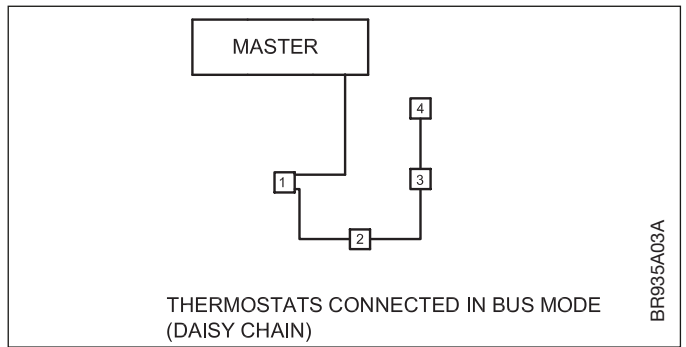 MASTER
4
1
3
2
THERMOSTATS CONNECTED IN BUS MODE
(DAISY CHAIN)
BR935A03A